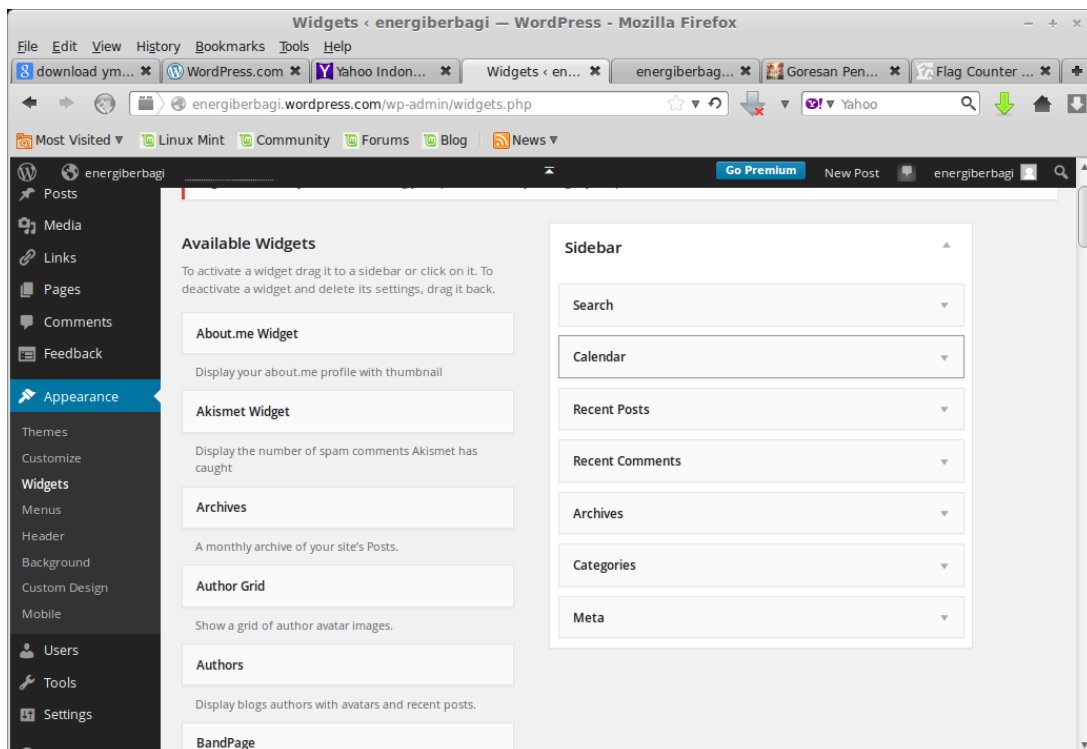 Widgets ‹ energiberbagi — WordPress - Mozilla Firefox
File Edit View History Bookmarks Tools Help
download ym... WordPress.com Yahoo Indon... Widgets ‹ en... energiberbag... Goresan Pen... Flag Counter ...
energiberbagi.wordpress.com/wp-admin/widgets.php Yahoo
Most Visited Linux Mint Community Forums Blog News
energiberbagi Go Premium New Post energiberbagi
Posts
Media
Links
Pages
Comments
Feedback
Appearance
Themes
Customize
Widgets
Menus
Header
Background
Custom Design
Mobile
Users
Tools
Settings
Available Widgets
To activate a widget drag it to a sidebar or click on it. To
deactivate a widget and delete its settings, drag it back.
About.me Widget
Display your about.me profile with thumbnail
Akismet Widget
Display the number of spam comments Akismet has
caught
Archives
A monthly archive of your site's Posts.
Author Grid
Show a grid of author avatar images.
Authors
Display blogs authors with avatars and recent posts.
BandPage
Sidebar
Search
Calendar
Recent Posts
Recent Comments
Archives
Categories
Meta